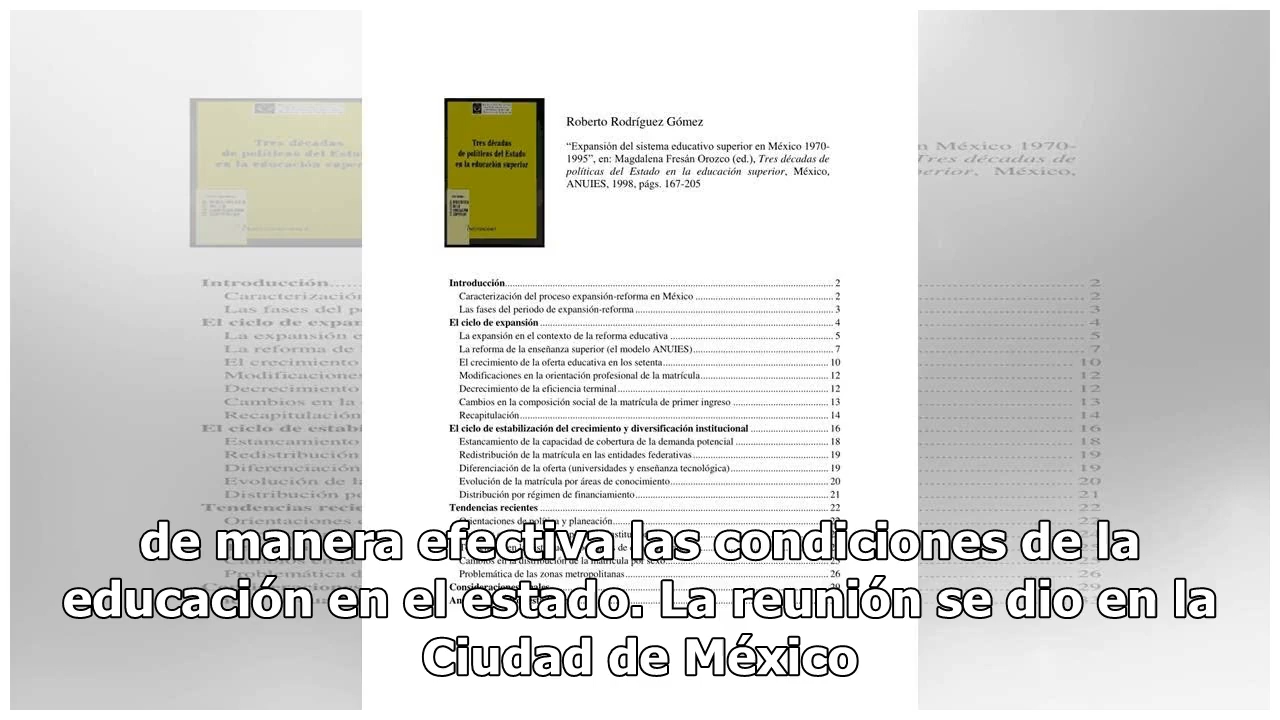 Tres décadas
de políticas del Estado
en la educación superior
Roberto Rodríguez Gómez
“Expansión del sistema educativo superior en México 1970-
1995”, en: Magdalena Fresán Orozco (ed.), Tres décadas de
políticas del Estado en la educación superior, México,
ANUIES, 1998, págs. 167-205
Introducción 2
Caracterización del proceso expansión-reforma en México 2
Las fases del periodo de expansión-reforma 3
El ciclo de expansión 4
La expansión en el contexto de la reforma educativa 5
La reforma de la enseñanza superior (el modelo ANUIES) 7
El crecimiento de la oferta educativa en los setenta 10
Modificaciones en la orientación profesional de la matrícula 12
Decrecimiento de la eficiencia terminal 12
Cambios en la composición social de la matrícula de primer ingreso 13
Recapitulación 14
El ciclo de estabilización del crecimiento y diversificación institucional 16
Estancamiento de la capacidad de cobertura de la demanda potencial 18
Redistribución de la matrícula en las entidades federativas 19
Diferenciación de la oferta (universidades y enseñanza tecnológica) 19
Evolución de la matrícula por áreas de conocimiento 20
Distribución por régimen de financiamiento 21
Tendencias recientes 22
Orientaciones de política y planeación 22
Cambios en la distribución de la matrícula por sexo
Problemática de las zonas metropolitanas 26
de manera efectiva las condiciones de la
educación en el estado. La reunión se dio en la
Ciudad de México